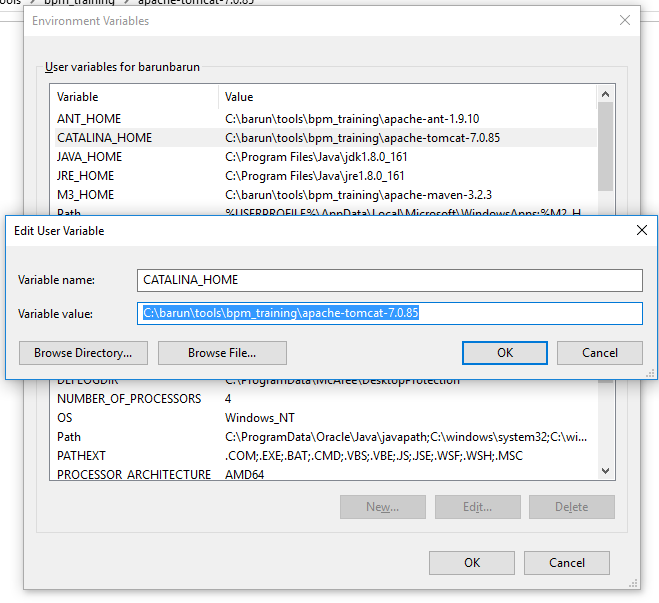 bpm_training apache-tomcat-7.0.85
Environment Variables
User variables for barunbarun
Variable Value
ANT_HOME C:\barun\tools\bpm_training\apache-ant-1.9.10
CATALINA_HOME C:\barun\tools\bpm_training\apache-tomcat-7.0.85
JAVA_HOME C:\Program Files\Java\jdk1.8.0_161
JRE_HOME C:\Program Files\Java\jre1.8.0_161
M3_HOME C:\barun\tools\bpm_training\apache-maven-3.2.3
Path %USERPROFILE%\AppData\Local\Microsoft\WindowsApps;%M2_H
Edit User Variable
Variable name: CATALINA_HOME
Variable value: C:\barun\tools\bpm_training\apache-tomcat-7.0.85
Browse Directory... Browse File... OK Cancel
DEFLOGDIR C:\ProgramData\McAfee\DesktopProtection
NUMBER_OF_PROCESSORS 4
OS Windows_NT
Path C:\ProgramData\Oracle\Java\javapath;C:\windows\system32;C:\wi...
PATHEXT .COM;.EXE;.BAT;.CMD;.VBS;.VBE;.JS;.JSE;.WSF;.WSH;.MSC
PROCESSOR_ARCHITECTURE AMD64
New... Edit... Delete
OK Cancel